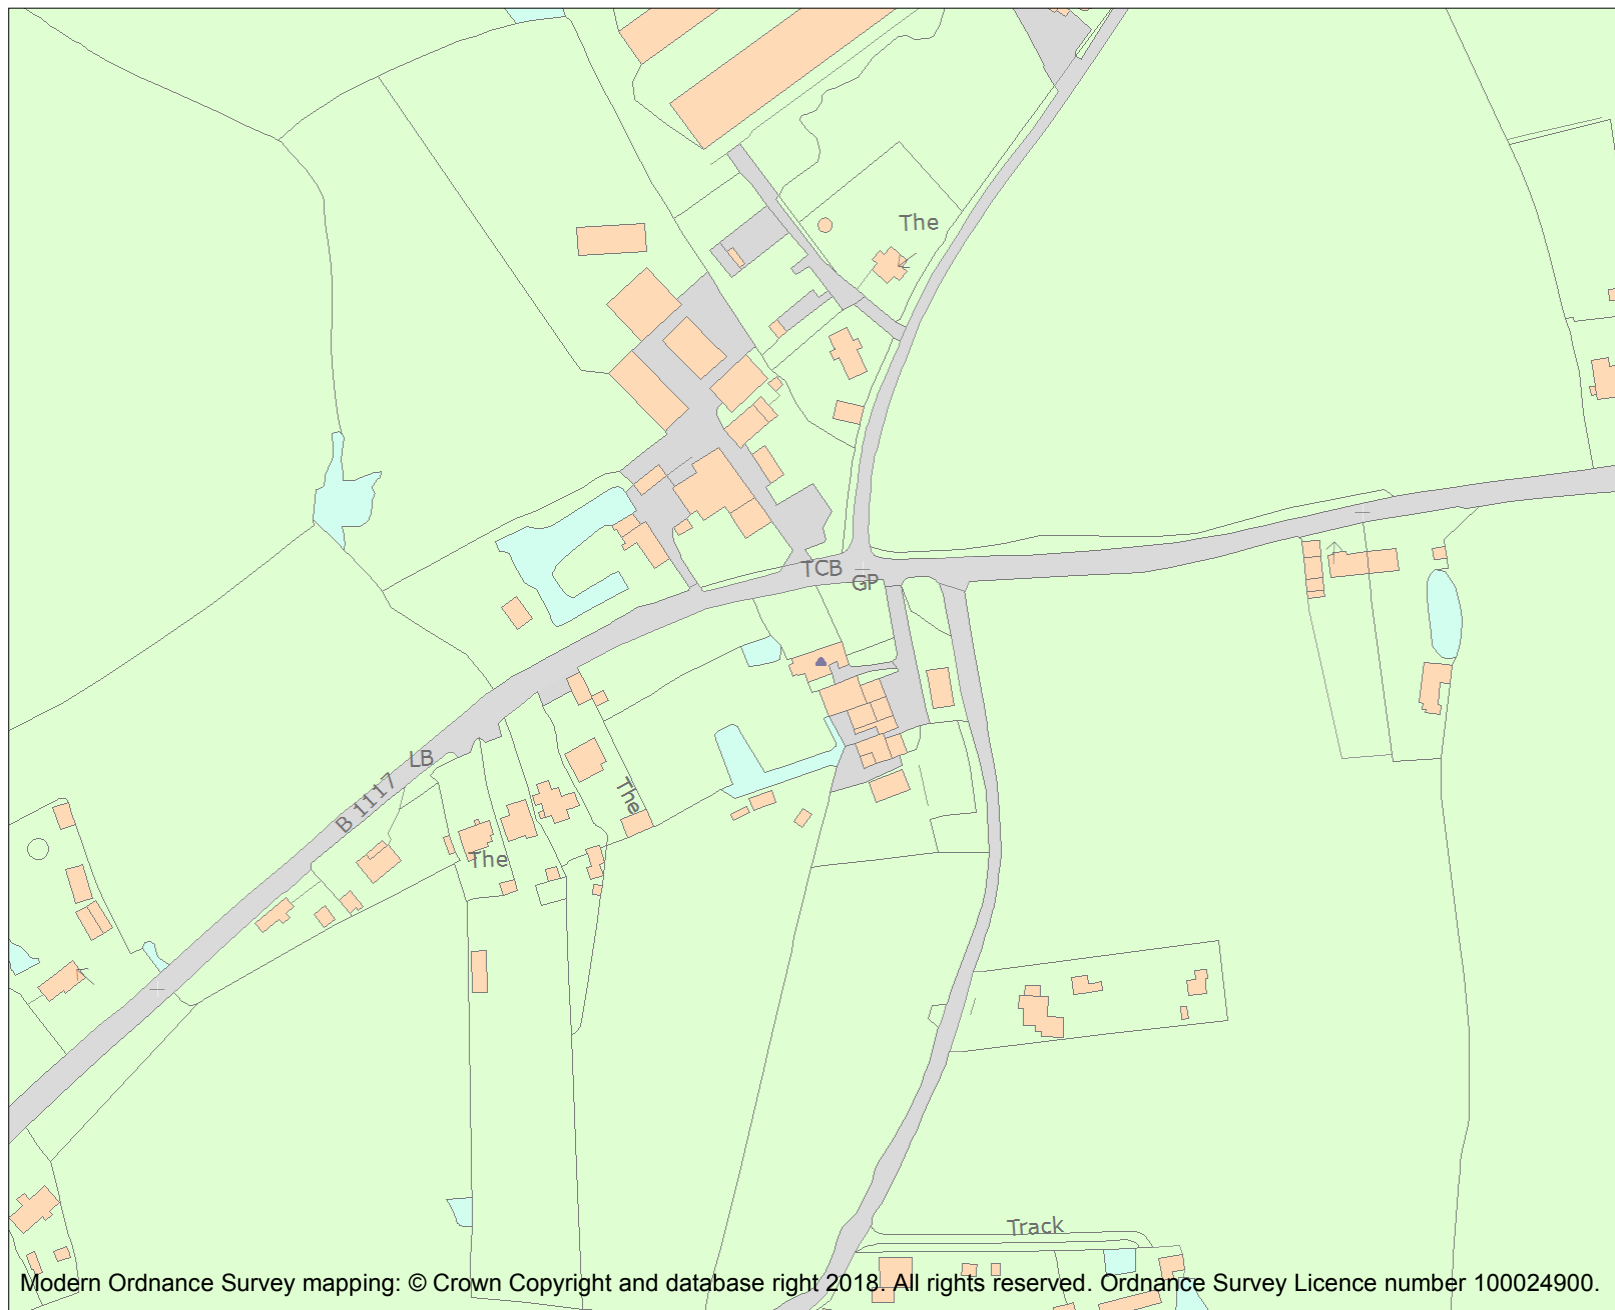 The
TCB
GP
LB
B 1117
The
The
Track
Modern Ordnance Survey mapping: © Crown Copyright and database right 2018. All rights reserved. Ordnance Survey Licence number 100024900.